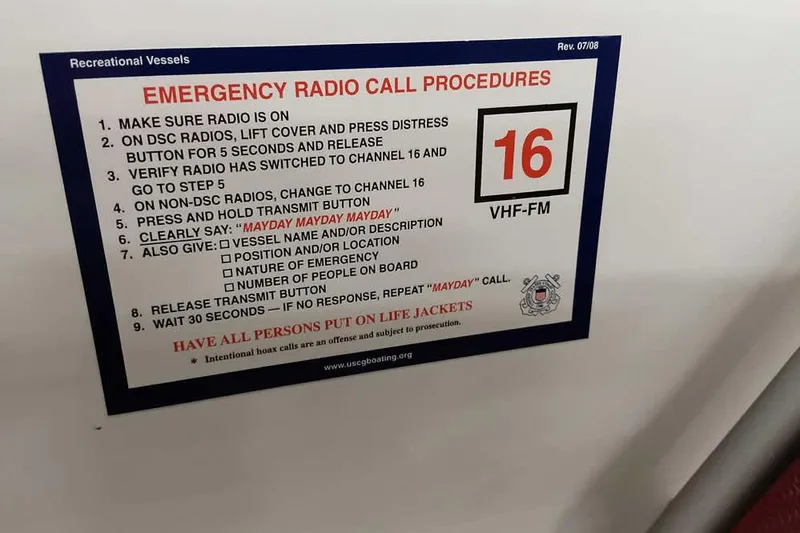 Recreational Vessels
Rev. 07/08
EMERGENCY RADIO CALL PROCEDURES
1. MAKE SURE RADIO IS ON
2. ON DSC RADIOS, LIFT COVER AND PRESS DISTRESS
BUTTON FOR 5 SECONDS AND RELEASE
3. VERIFY RADIO HAS SWITCHED TO CHANNEL 16 AND
GO TO STEP 5
4. ON NON-DSC RADIOS, CHANGE TO CHANNEL 16
5. PRESS AND HOLD TRANSMIT BUTTON
6. CLEARLY SAY: "MAYDAY MAYDAY MAYDAY"
7. ALSO GIVE: ☐ VESSEL NAME AND/OR DESCRIPTION
☐ POSITION AND/OR LOCATION
☐ NATURE OF EMERGENCY
☐ NUMBER OF PEOPLE ON BOARD
8. RELEASE TRANSMIT BUTTON
9. WAIT 30 SECONDS — IF NO RESPONSE, REPEAT "MAYDAY" CALL.
16
VHF-FM
HAVE ALL PERSONS PUT ON LIFE JACKETS
* Intentional hoax calls are an offense and subject to prosecution.
www.uscgboating.org